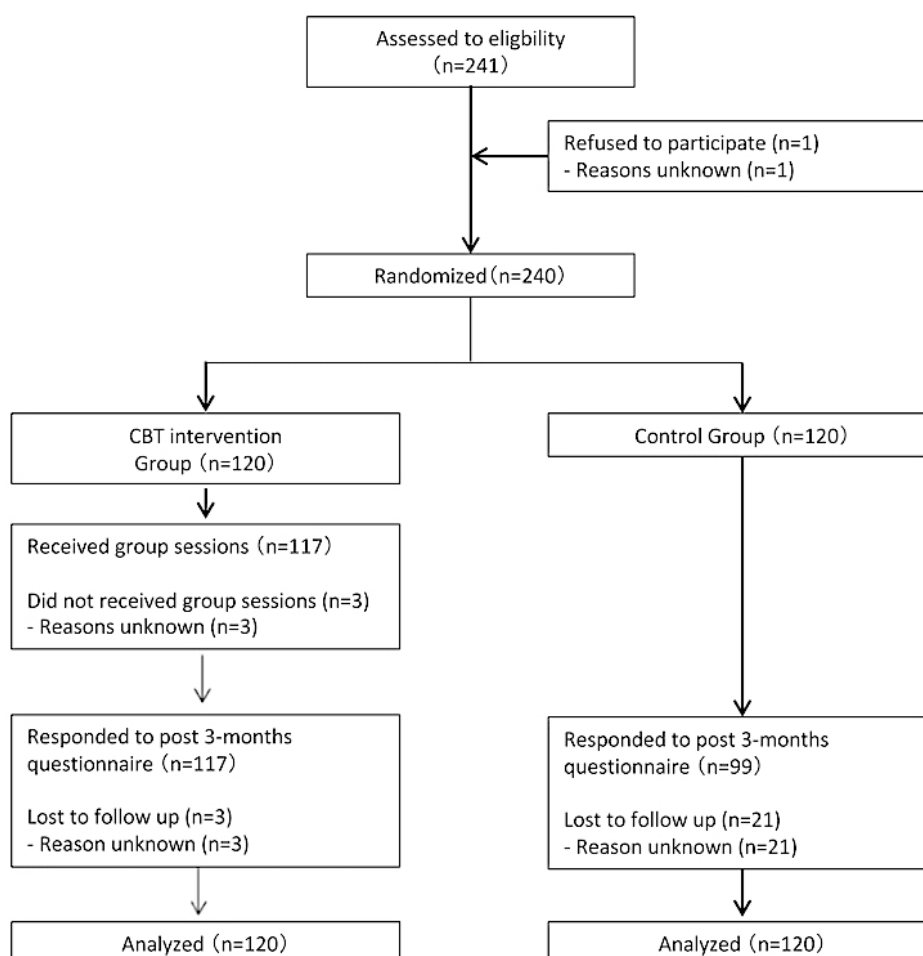 Assessed to eligbility
（n=241）
Refused to participate (n=1)
- Reasons unknown (n=1)
Randomized（n=240）
CBT intervention
Group（n=120）
Control Group（n=120）
Received group sessions（n=117）
Did not received group sessions (n=3)
- Reasons unknown (n=3)
Responded to post 3-months
questionnaire（n=117）
Lost to follow up (n=3)
- Reason unknown (n=3)
Responded to post 3-months
questionnaire（n=99）
Lost to follow up (n=21)
- Reason unknown (n=21)
Analyzed（n=120）
Analyzed（n=120）